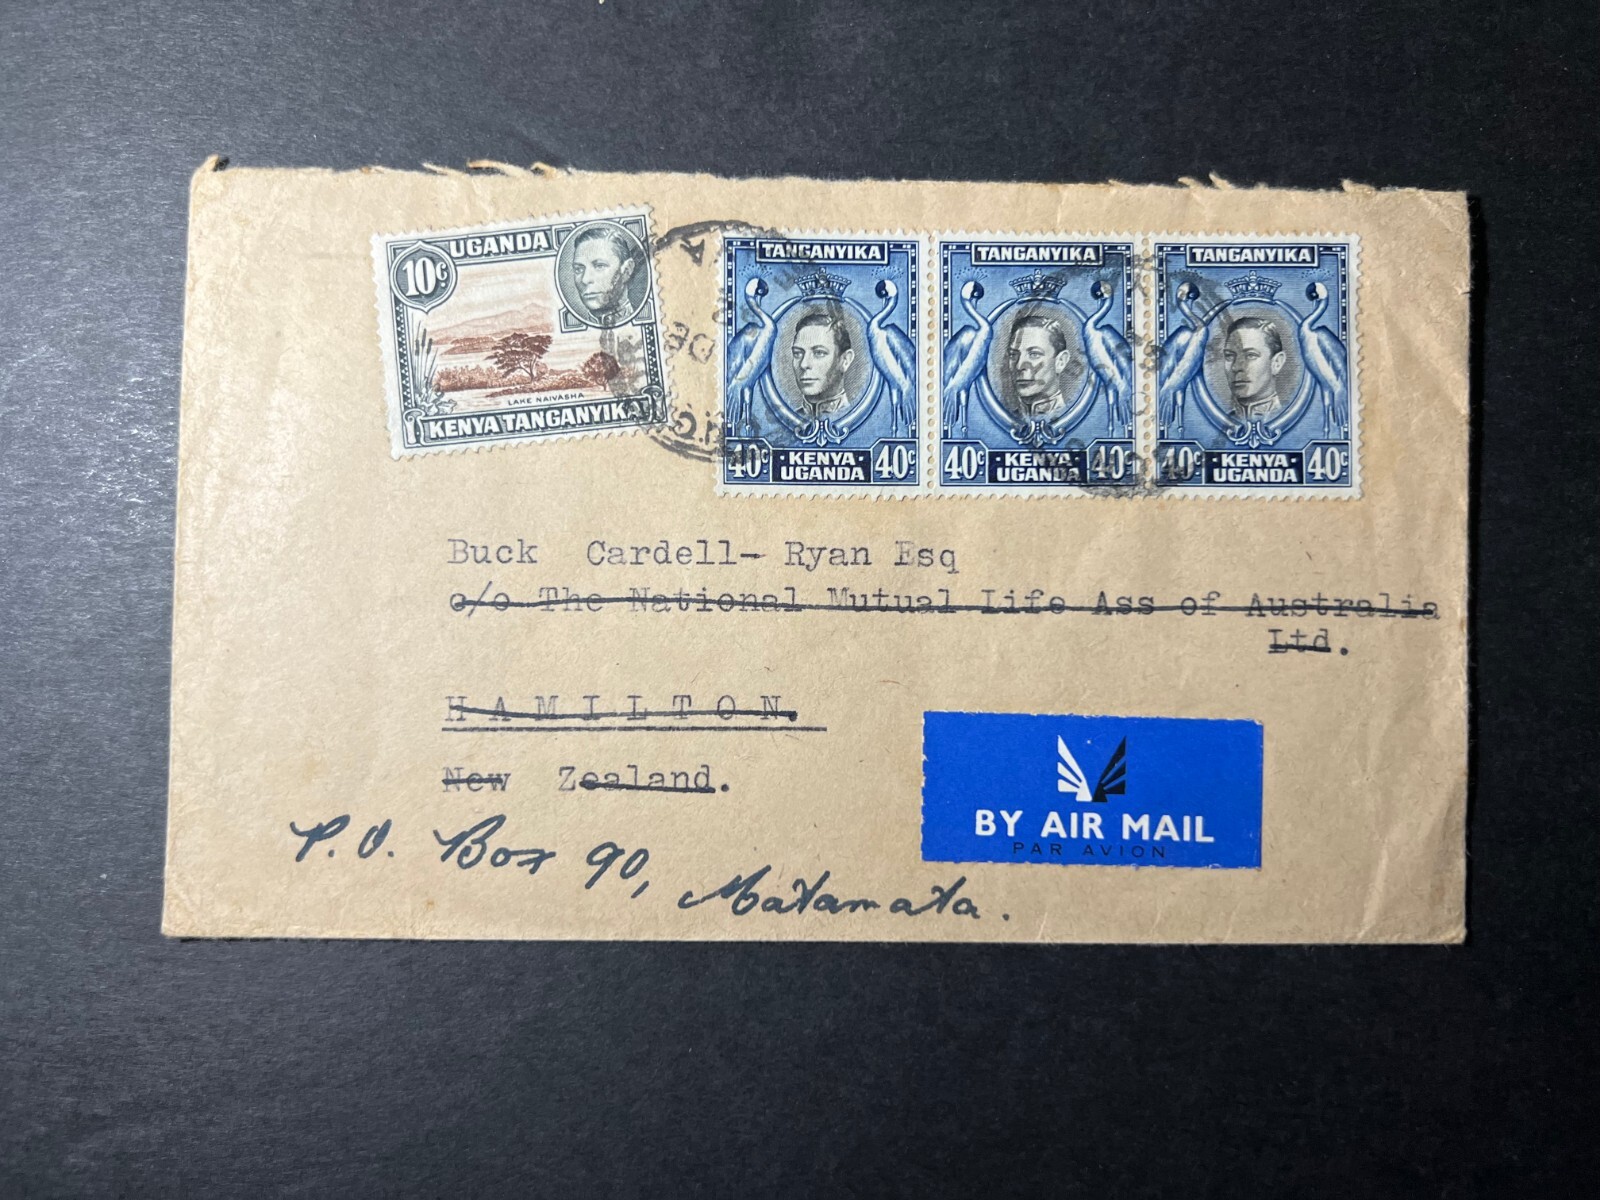 UGANDA
10c
LAKE NAIVASHA
KENYA TANGANYIKA
TANGANYIKA
40c KENYA UGANDA 40c
TANGANYIKA
40c KENYA UGANDA 40c
TANGANYIKA
40c KENYA UGANDA 40c
Buck Cardell- Ryan Esq
c/o The National Mutual Life Ass of Australia
Ltd.
HAMILTON.
New Zealand.
BY AIR MAIL
PAR AVION
P.O. Box 90, Matamata.